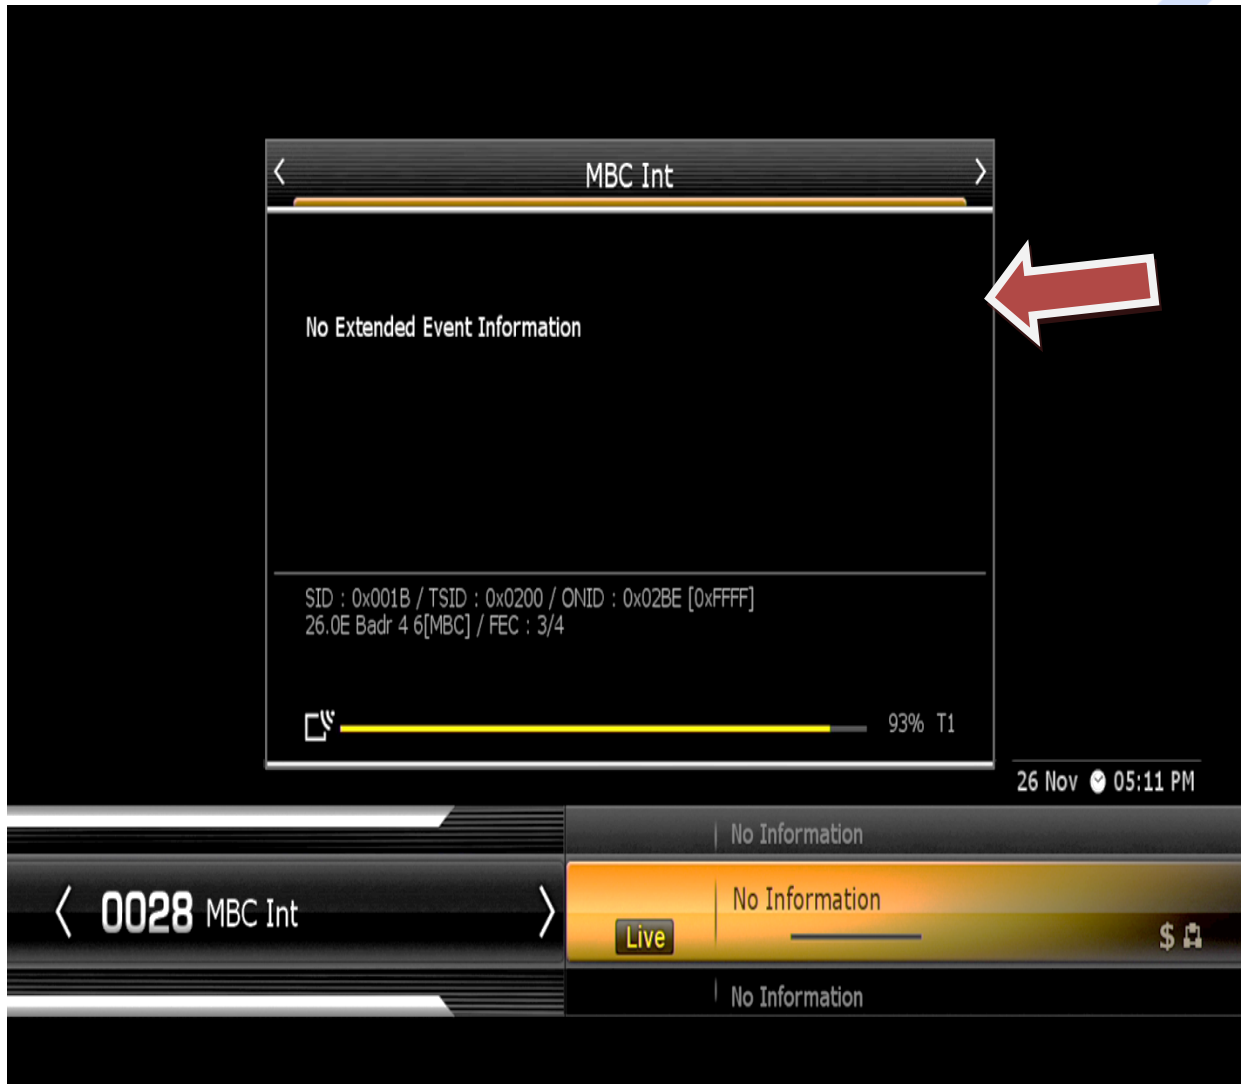 MBC Int
No Extended Event Information
SID : 0x001B / TSID : 0x0200 / ONID : 0x02BE [0xFFFF]
26.0E Badr 4 6[MBC] / FEC : 3/4
93% T1
26 Nov 05:11 PM
No Information
0028 MBC Int
No Information
Live
$
No Information